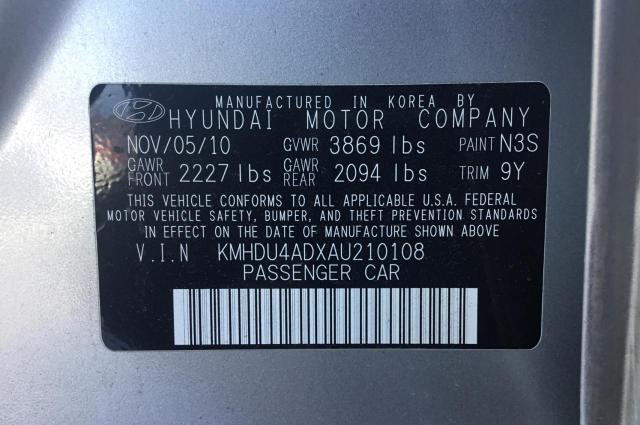 MANUFACTURED IN KOREA BY
HYUNDAI MOTOR COMPANY
NOV/05/10 GVWR 3869 lbs PAINT N3S
GAWR FRONT 2227 lbs GAWR REAR 2094 lbs TRIM 9Y
THIS VEHICLE CONFORMS TO ALL APPLICABLE U.S.A. FEDERAL
MOTOR VEHICLE SAFETY, BUMPER, AND THEFT PREVENTION STANDARDS
IN EFFECT ON THE DATE OF MANUFACTURE SHOWN ABOVE
V.I.N KMHDU4ADXAU210108
PASSENGER CAR